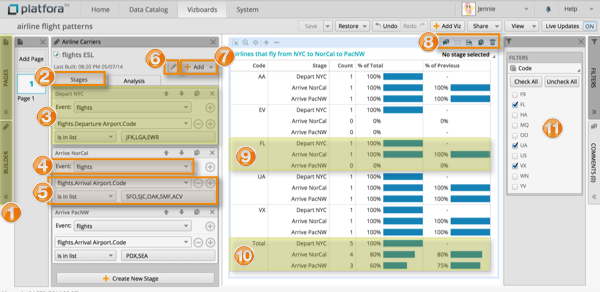 platfora
Home
Data Catalog
Vizboards
System
Jennie
Help
airline flight patterns
Save
Restore
Undo
Redo
Add Viz
Share
View
Live Updates
ON
PAGES
BUILDER
Add Page
1
Page 1
Airline Carriers
flights ESL
Last Build: 08:20 PM 05/07/14
Add
Stages
Analysis
Depart NYC
Event:
flights
flights.Departure Airport.Code
is in list
JFK,LGA,EWR
Arrive NorCal
Event:
flights
flights.Arrival Airport.Code
is in list
SFO,SJC,OAK,SMF,ACV
Arrive PacNW
Event:
flights
flights.Arrival Airport.Code
is in list
PDX,SEA
Create New Stage
No stage selected
Airlines that fly from NYC to NorCal to PacNW
Code Stage Count % of Total % of Previous
AA Depart NYC 1 100% -
Arrive NorCal 1 100% 100%
Arrive PacNW 1 100% 100%
EV Depart NYC 1 100% -
Arrive NorCal 0 0% 0%
Arrive PacNW 0 0%
FL Depart NYC 1 100% -
Arrive NorCal 1 100% 100%
Arrive PacNW 0 0% 0%
UA Depart NYC 1 100% -
Arrive NorCal 1 100% 100%
Arrive PacNW 1 100% 100%
VX Depart NYC 1 100% -
Arrive NorCal 1 100% 100%
Arrive PacNW 1 100% 100%
Total Depart NYC 5 100% -
Arrive NorCal 4 80% 80%
Arrive PacNW 3 60% 75%
FILTERS
Code
Check All
Uncheck All
F9
FL
HA
MQ
OO
UA
US
VX
WN
YV
FILTERS
COMMENTS (0)
1
2
3
4
5
6
7
8
9
10
11